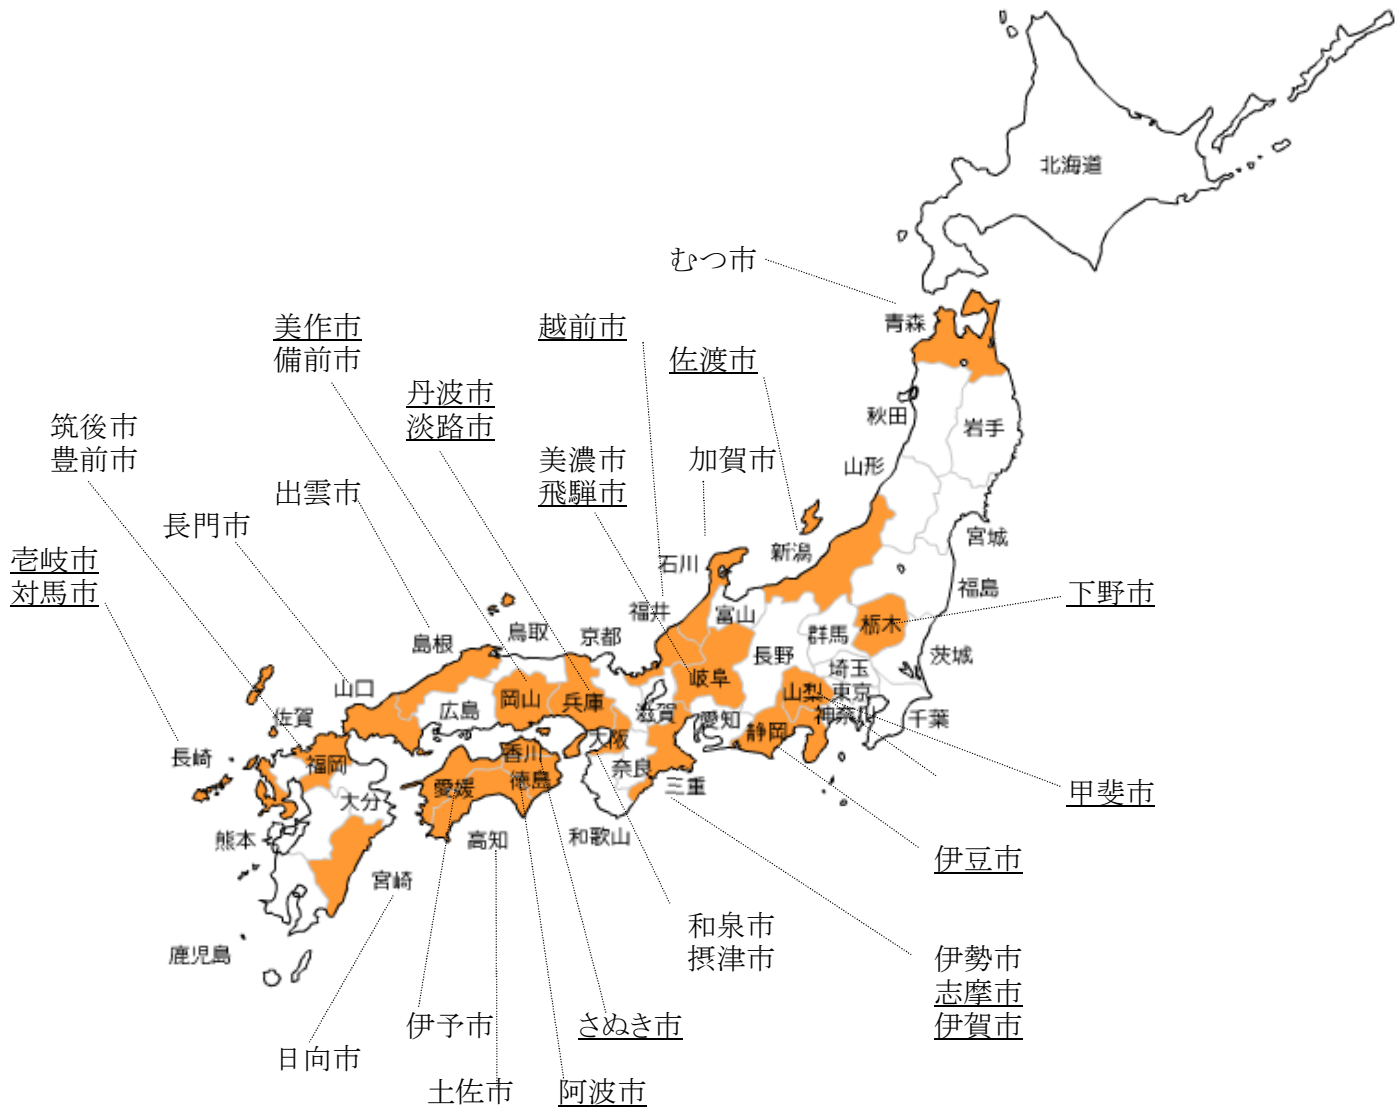 北海道
むつ市
青森
美作市
備前市
越前市
佐渡市
丹波市
淡路市
秋田
岩手
筑後市
豊前市
美濃市
飛騨市
加賀市
山形
出雲市
長門市
宮城
壱岐市
対馬市
石川
新潟
福島
下野市
福井
富山
群馬
栃木
鳥取
京都
島根
長野
茨城
埼玉
岐阜
山梨
東京
山口
岡山
兵庫
広島
滋賀
愛知
神奈川
千葉
佐賀
静岡
大阪
長崎
福岡
香川
奈良
愛媛
徳島
三重
甲斐市
大分
熊本
高知
和歌山
伊豆市
宮崎
和泉市
摂津市
鹿児島
伊勢市
志摩市
伊賀市
伊予市
さぬき市
日向市
土佐市
阿波市